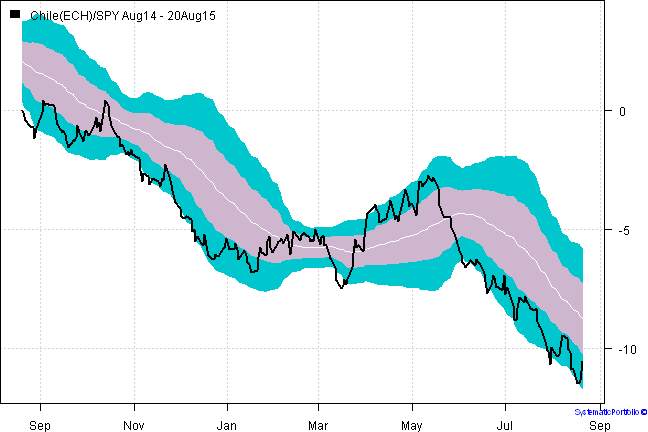 Chile(ECH)/SPY Aug14 - 20Aug15
0
-5
-10
Sep Nov Jan Mar May Jul Sep
SystematicPortfolio ©